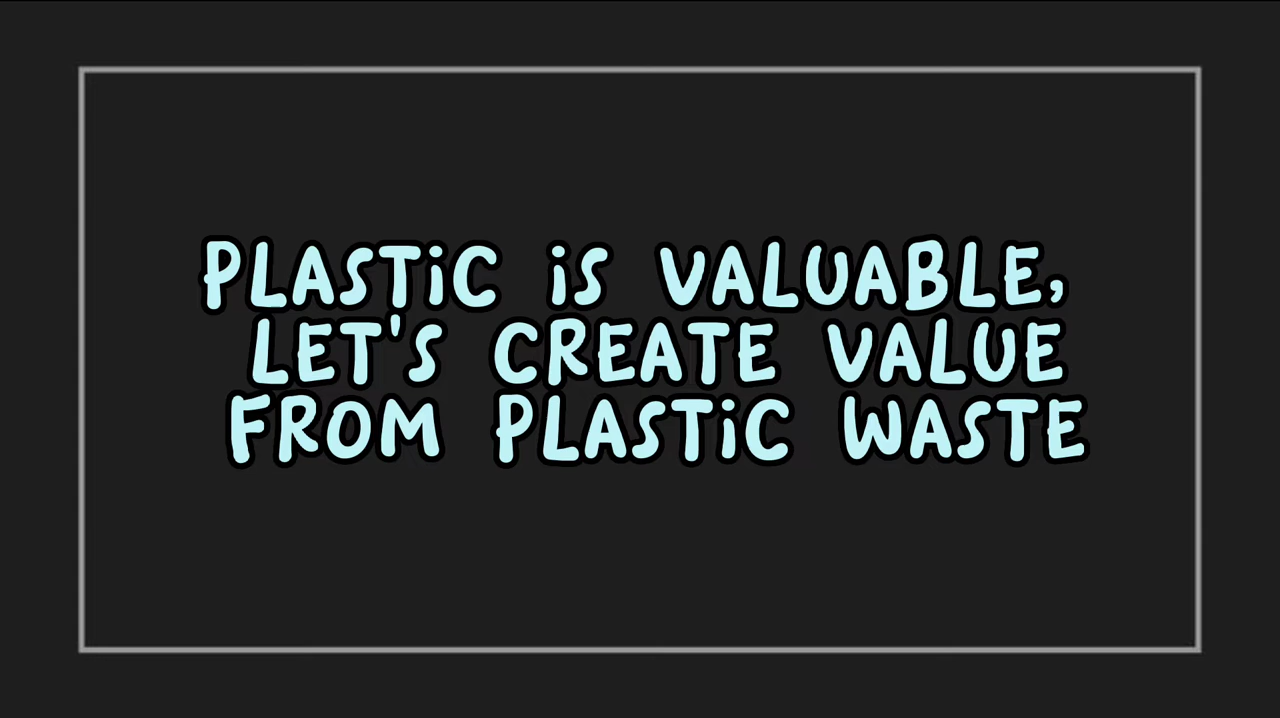 PLASTiC iS VALUABLE,
LET'S CREATE VALUE
FROM PLASTiC WASTE